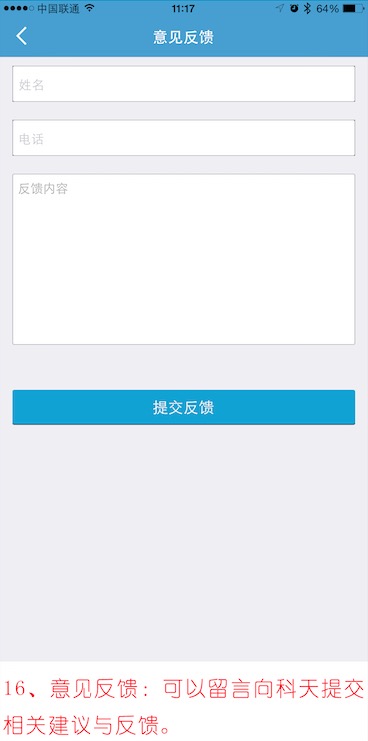 中国联通 11:17 64%
意见反馈
姓名
电话
反馈内容
提交反馈
16、意见反馈：可以留言向科天提交
相关建议与反馈。